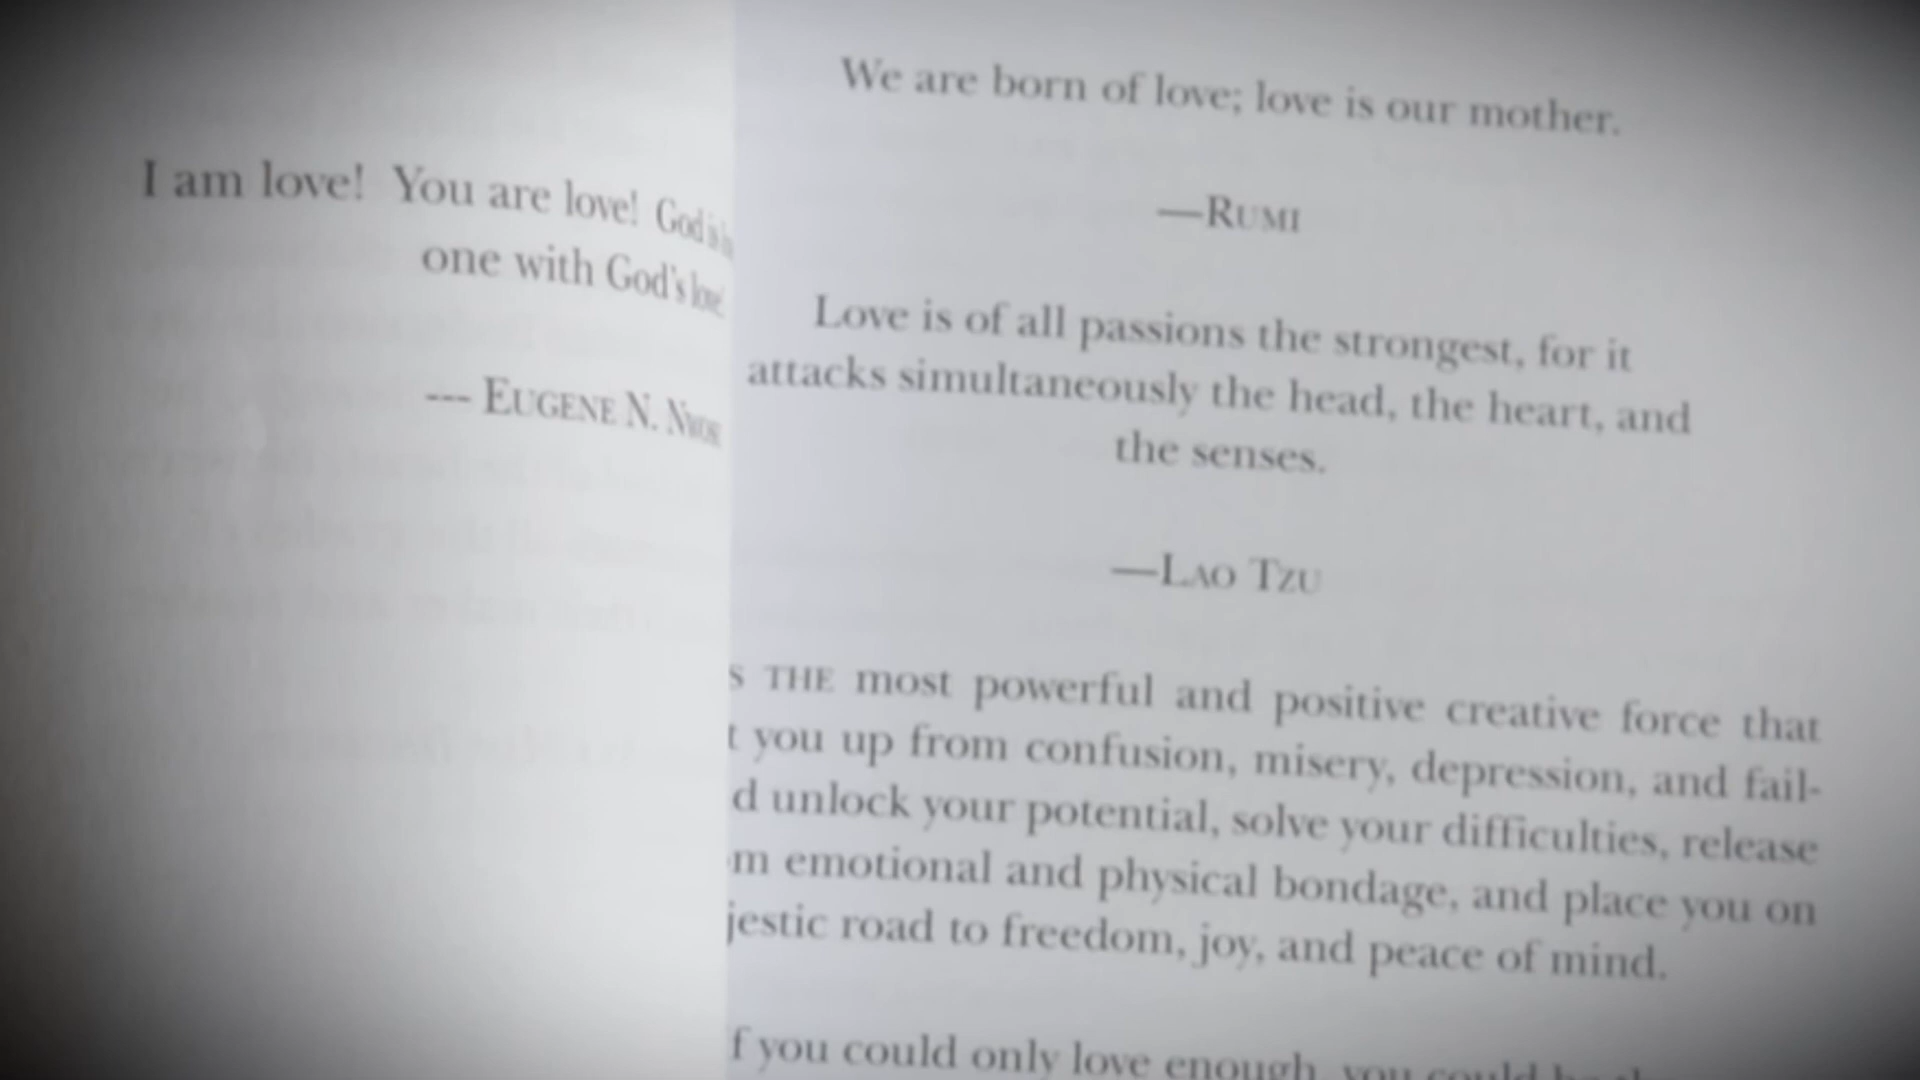 I am love! You are love! God is
one with God's love
--- EUGENE N.
We are born of love; love is our mother.
—RUMI
Love is of all passions the strongest, for it
attacks simultaneously the head, the heart, and
the senses.
—LAO TZU
S THE most powerful and positive creative force that
t you up from confusion, misery, depression, and fail-
d unlock your potential, solve your difficulties, release
m emotional and physical bondage, and place you on
jestic road to freedom, joy, and peace of mind.
f you could only love enough, you could be